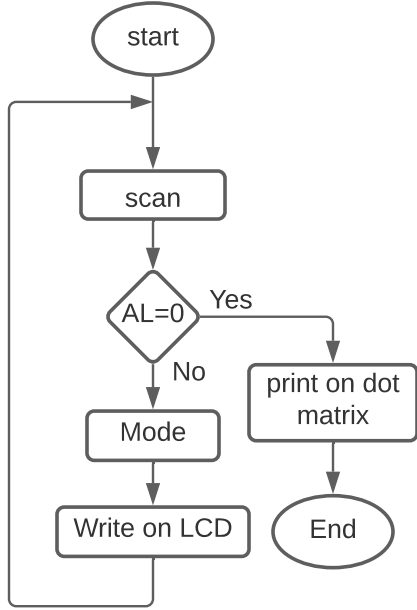 start
scan
AL=0
Yes
No
print on dot
matrix
Mode
Write on LCD
End